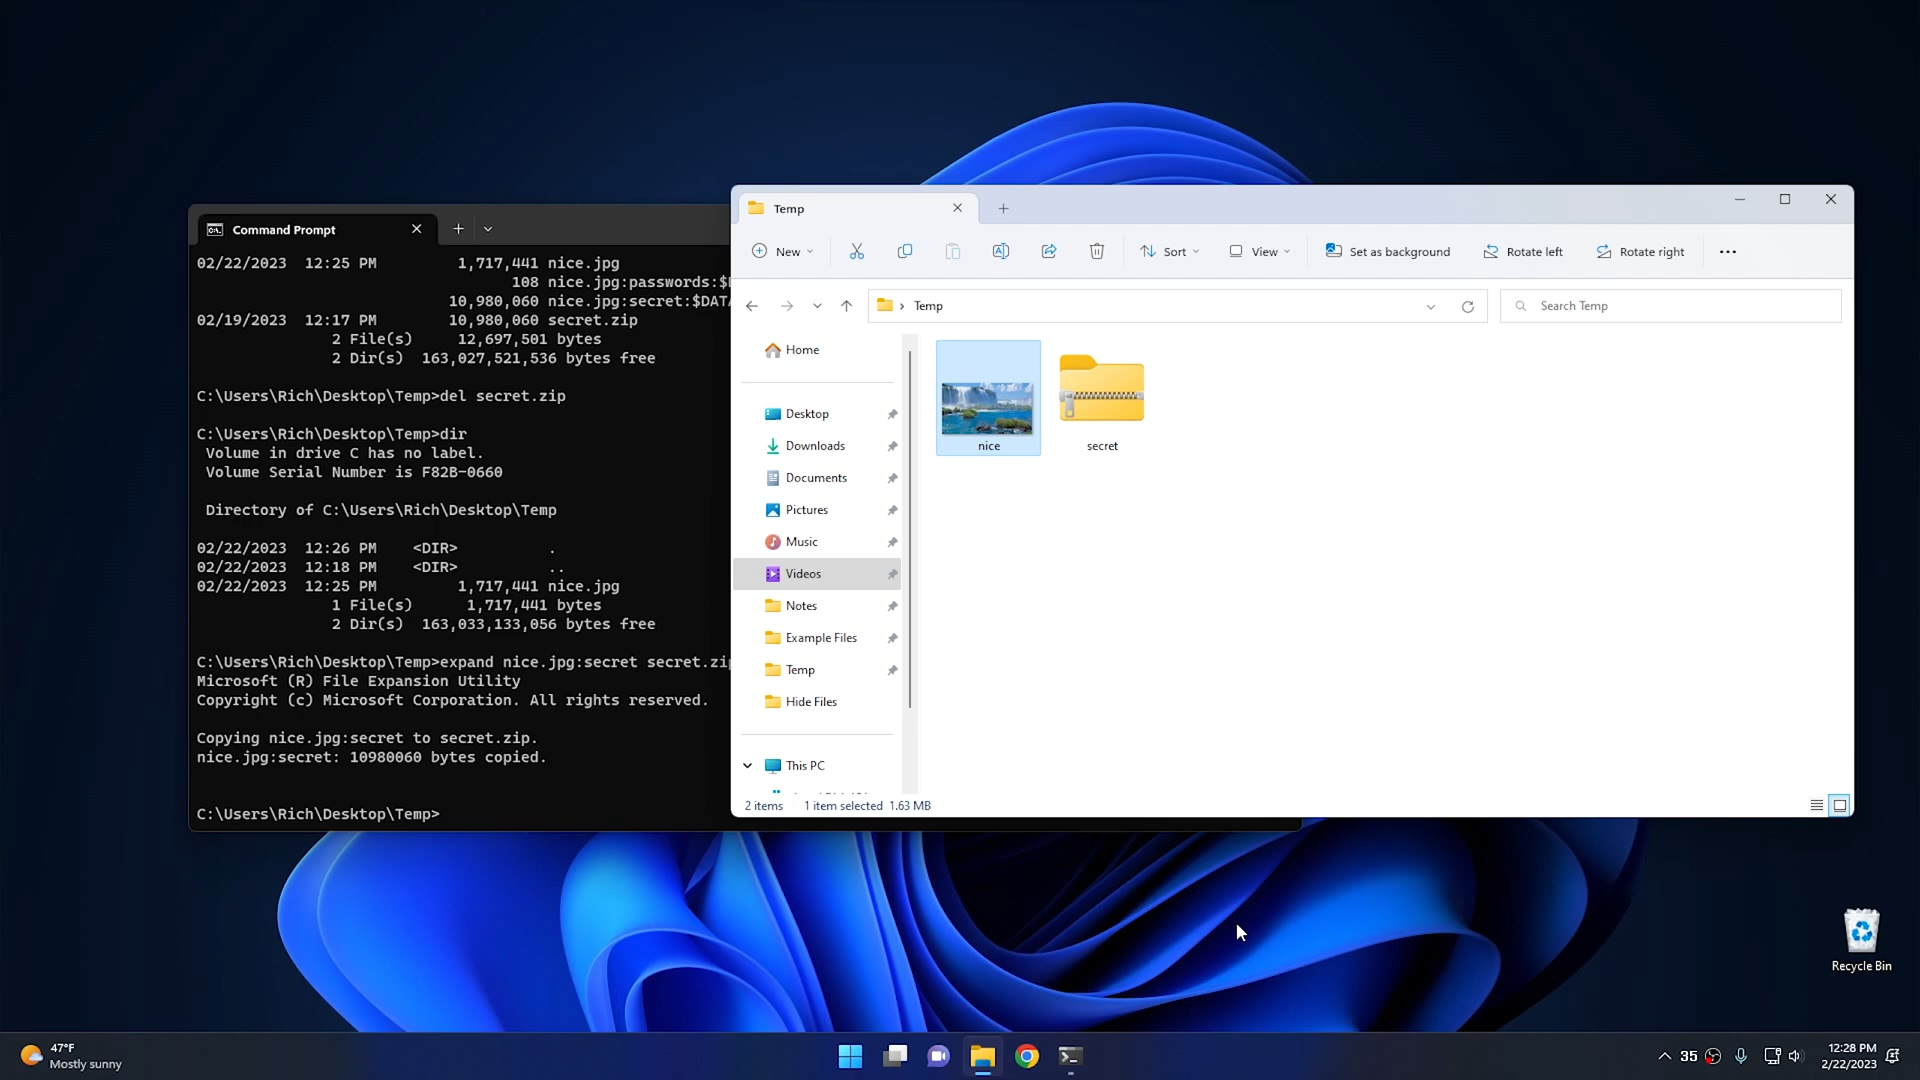 Command Prompt
02/22/2023  12:25 PM         1,717,441 nice.jpg
108 nice.jpg:passwords:$
10,980,060 nice.jpg:secret:$DATA
02/19/2023  12:17 PM        10,980,060 secret.zip
2 File(s)     12,697,501 bytes
2 Dir(s)  163,027,521,536 bytes free
C:\Users\Rich\Desktop\Temp>del secret.zip
C:\Users\Rich\Desktop\Temp>dir
Volume in drive C has no label.
Volume Serial Number is F82B-0660
Directory of C:\Users\Rich\Desktop\Temp
02/22/2023  12:26 PM    <DIR>          .
02/22/2023  12:18 PM    <DIR>          ..
02/22/2023  12:25 PM         1,717,441 nice.jpg
1 File(s)      1,717,441 bytes
2 Dir(s)  163,033,133,056 bytes free
C:\Users\Rich\Desktop\Temp>expand nice.jpg:secret secret.zip
Microsoft (R) File Expansion Utility
Copyright (c) Microsoft Corporation. All rights reserved.
Copying nice.jpg:secret to secret.zip.
nice.jpg:secret: 10980060 bytes copied.
C:\Users\Rich\Desktop\Temp>
Temp
New
Sort
View
Set as background
Rotate left
Rotate right
Temp
Search Temp
Home
Desktop
Downloads
Documents
Pictures
Music
Videos
Notes
Example Files
Temp
Hide Files
This PC
nice
secret
2 items
1 item selected 1.63 MB
Recycle Bin
47°F
Mostly sunny
35
12:28 PM
2/22/2023